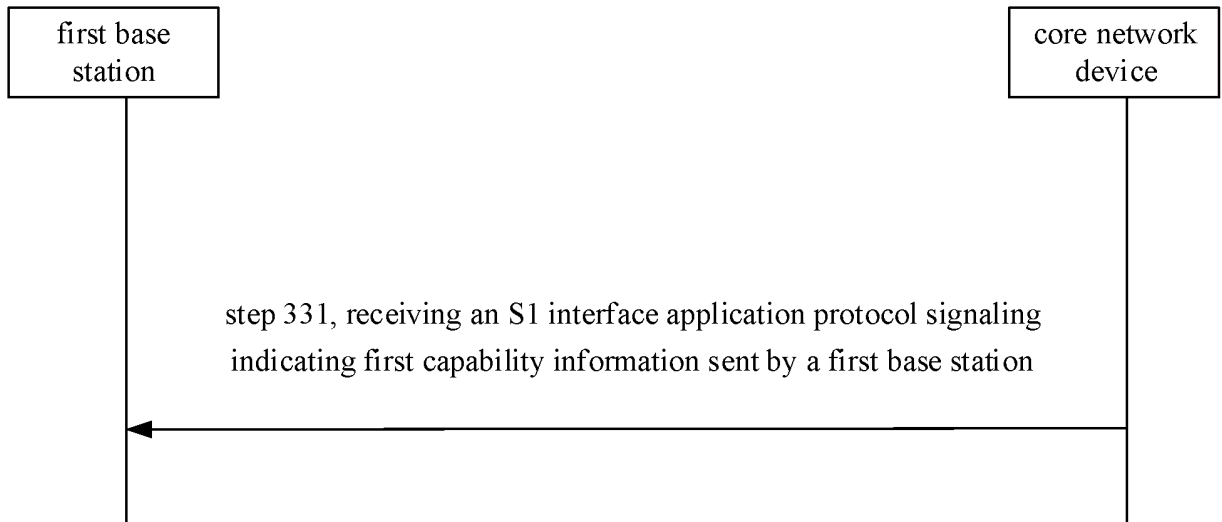 first base
station
core network
device
step 331, receiving an S1 interface application protocol signaling
indicating first capability information sent by a first base station